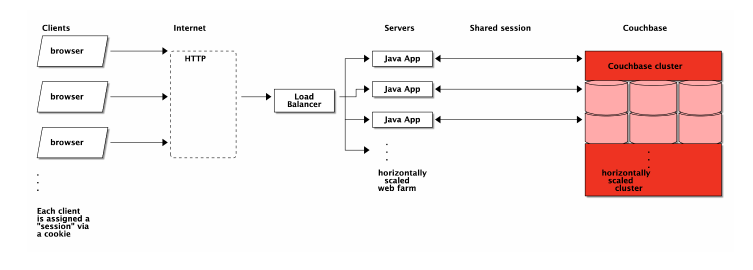 Clients
Internet
Servers
Shared session
Couchbase
browser
HTTP
Java App
Couchbase cluster
browser
Load
Balancer
Java App
browser
Java App
horizontally
scaled
web farm
horizontally
scaled
cluster
Each client
is assigned a
"session" via
a cookie